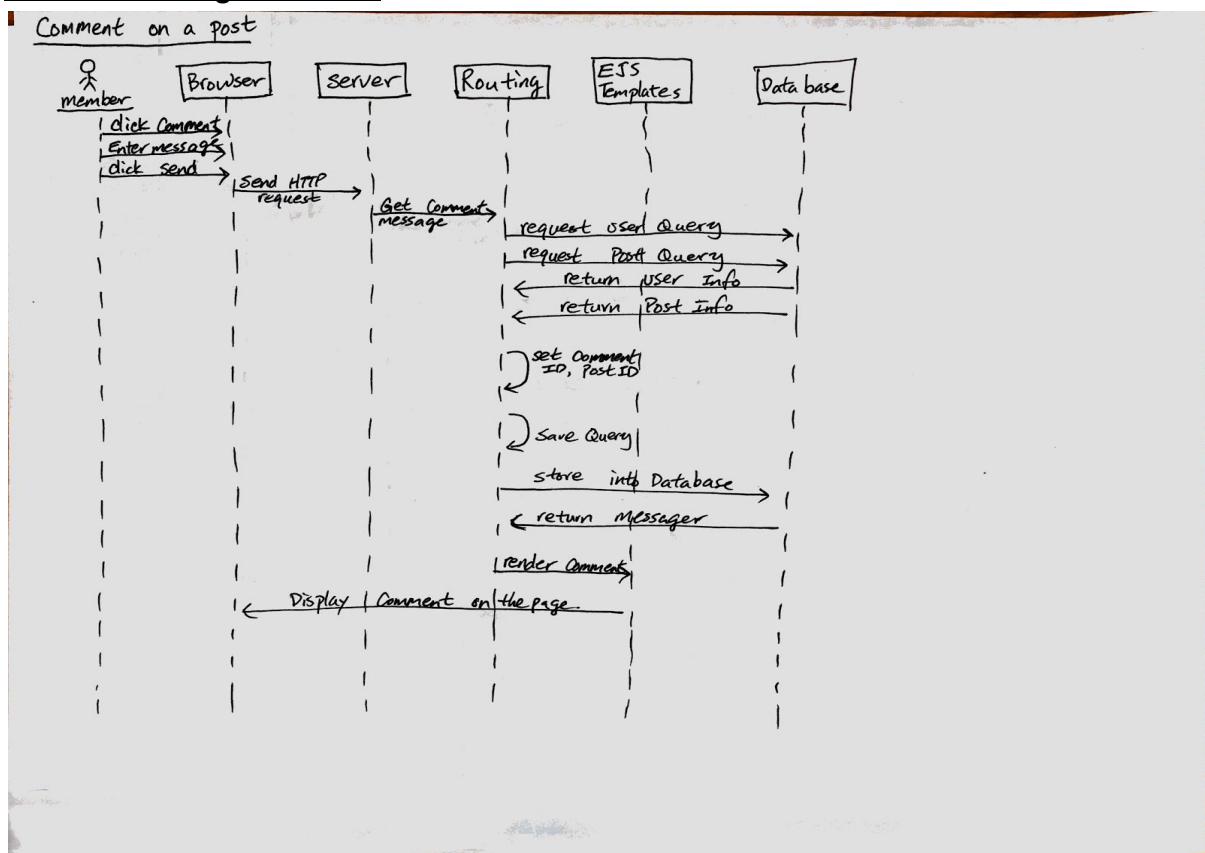 Comment on a post
member
Browser
server
Routing
EJS
Templates
Database
click Comment
Enter message
click send
Send HTTP
request
Get Comment
message
request user Query
request Post Query
return user Info
return Post Info
set Comment
ID, Post ID
Save Query
store into Database
return Messager
render Comment
Display Comment on the page.